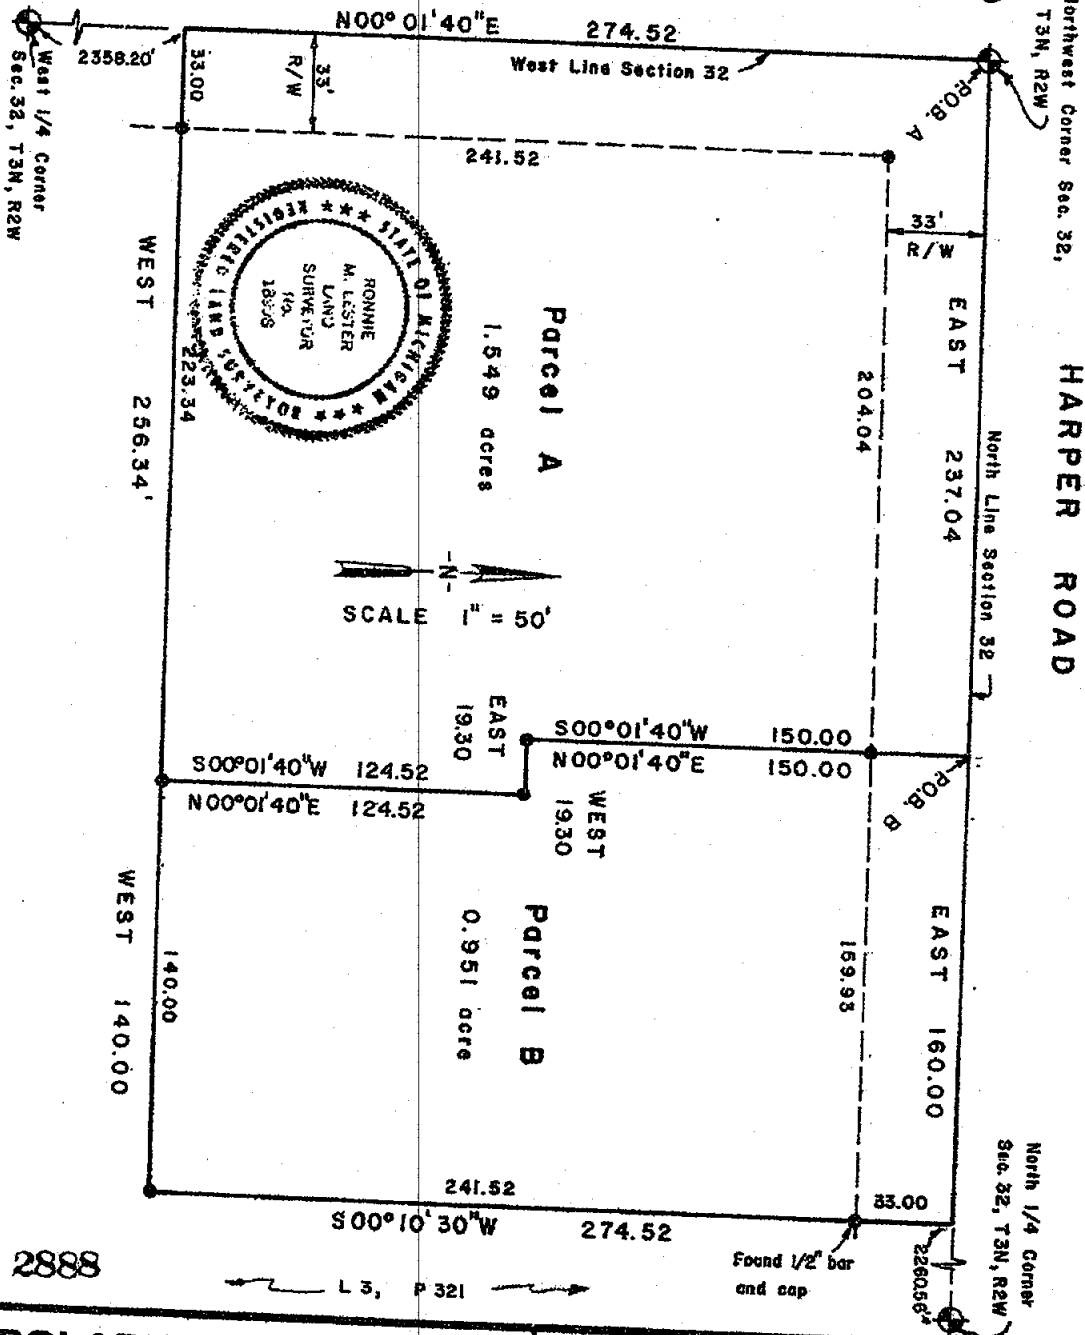 Northwest Corner Sec. 32,
T3N, R2W
HARPER ROAD
North 1/4 Corner
Sec. 32, T3N, R2W
2260.56'
N00° 01'40"E 274.52
West Line Section 32
P.O.B. A
33'
R/W
EAST 237.04
North Line Section 32
204.04
P.O.B. B
EAST 160.00
159.93
33.00
2358.20'
33.00
33'
R/W
241.52
West 1/4 Corner
Sec. 32, T3N, R2W
Parcel A
1.549 acres
STATE OF MICHIGAN
REGISTERED LAND SURVEYOR
RONNIE
M. LESTER
LAND
SURVEYOR
No.
-N-
SCALE 1" = 50'
S00°01'40"W 150.00
N00°01'40"E 150.00
EAST
19.30
WEST
19.30
S00°01'40"W 124.52
N00°01'40"E 124.52
Parcel B
0.951 acre
223.34
WEST 256.34'
140.00
WEST 140.00
241.52
S00°10'30"W 274.52
Found 1/2" bar
and cap
L 3, P 321
2888